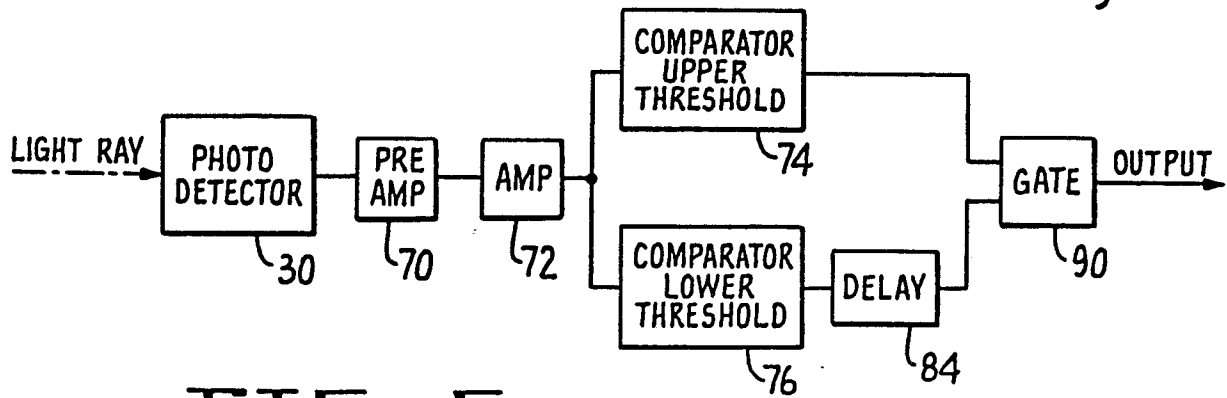 LIGHT RAY
PHOTO
DETECTOR
30
PRE
AMP
70
AMP
72
COMPARATOR
UPPER
THRESHOLD
74
COMPARATOR
LOWER
THRESHOLD
76
DELAY
84
GATE
90
OUTPUT